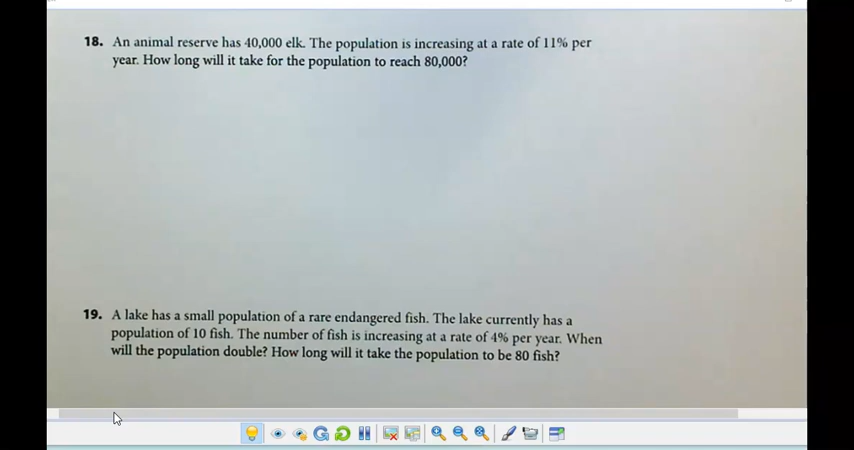 18. An animal reserve has 40,000 elk. The population is increasing at a rate of 11% per
year. How long will it take for the population to reach 80,000?
19. A lake has a small population of a rare endangered fish. The lake currently has a
population of 10 fish. The number of fish is increasing at a rate of 4% per year. When
will the population double? How long will it take the population to be 80 fish?